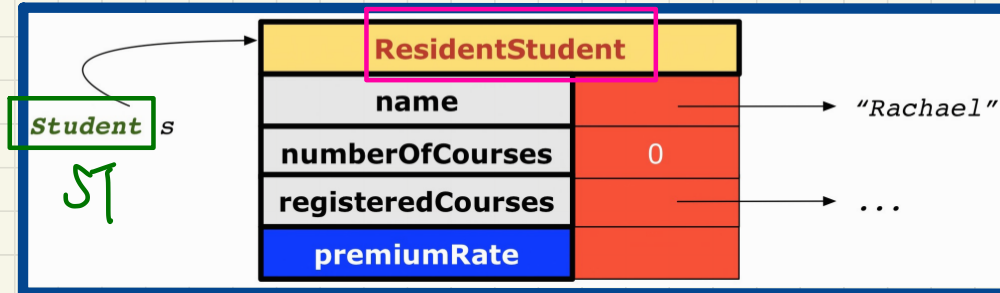 ResidentStudent
name
"Rachael"
Student s
numberOfCourses 0
ST
registeredCourses
...
premiumRate